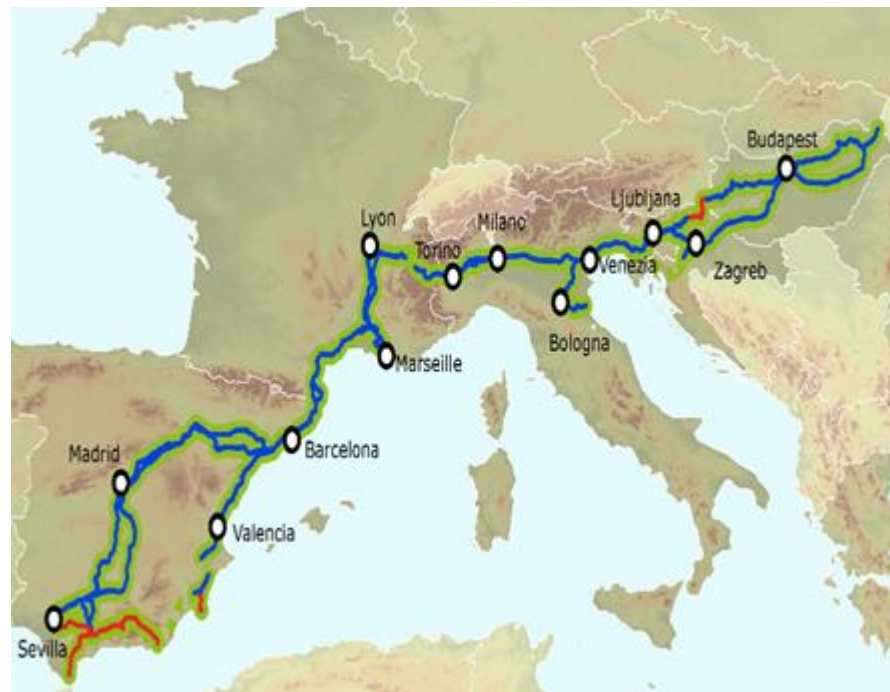 Budapest
Ljubljana
Lyon
Milano
Torino
Venezia
Zagreb
Bologna
Marseille
Barcelona
Madrid
Valencia
Sevilla